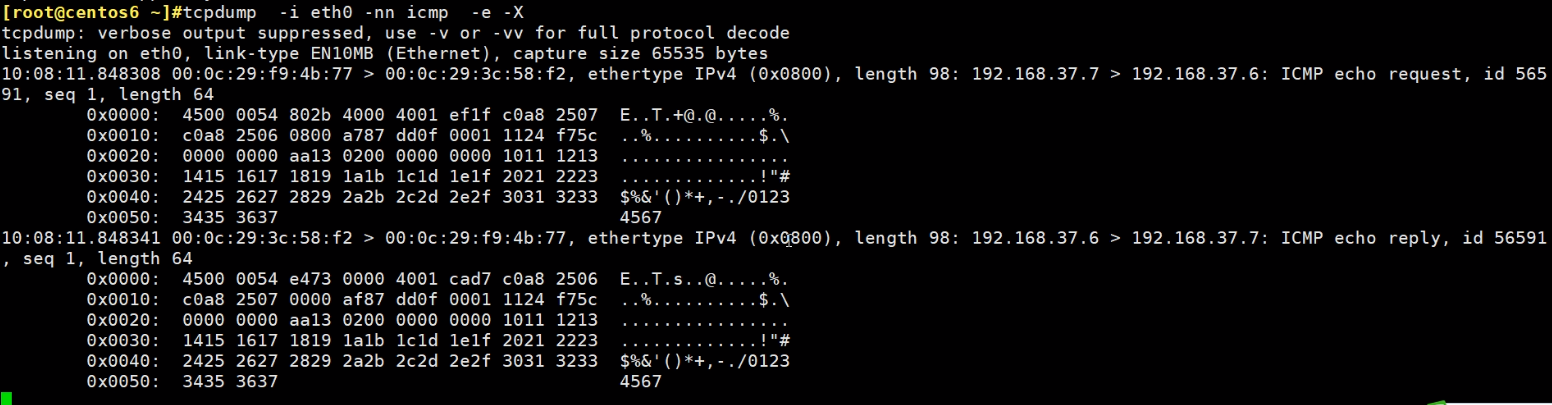 [root@centos6 ~]#tcpdump  -i eth0 -nn icmp  -e -X
tcpdump: verbose output suppressed, use -v or -vv for full protocol decode
listening on eth0, link-type EN10MB (Ethernet), capture size 65535 bytes
10:08:11.848308 00:0c:29:f9:4b:77 > 00:0c:29:3c:58:f2, ethertype IPv4 (0x0800), length 98: 192.168.37.7 > 192.168.37.6: ICMP echo request, id 565
91, seq 1, length 64
        0x0000:  4500 0054 802b 4000 4001 ef1f c0a8 2507  E..T.+@.@.....%.
        0x0010:  c0a8 2506 0800 a787 dd0f 0001 1124 f75c  ..%..........$.\
        0x0020:  0000 0000 aa13 0200 0000 0000 1011 1213  ................
        0x0030:  1415 1617 1819 1a1b 1c1d 1e1f 2021 2223  .............!"#
        0x0040:  2425 2627 2829 2a2b 2c2d 2e2f 3031 3233  $%&'()*+,-./0123
        0x0050:  3435 3637                                4567
10:08:11.848341 00:0c:29:3c:58:f2 > 00:0c:29:f9:4b:77, ethertype IPv4 (0x0800), length 98: 192.168.37.6 > 192.168.37.7: ICMP echo reply, id 56591
, seq 1, length 64
        0x0000:  4500 0054 e473 0000 4001 cad7 c0a8 2506  E..T.s..@.....%.
        0x0010:  c0a8 2507 0000 af87 dd0f 0001 1124 f75c  ..%..........$.\
        0x0020:  0000 0000 aa13 0200 0000 0000 1011 1213  ................
        0x0030:  1415 1617 1819 1a1b 1c1d 1e1f 2021 2223  .............!"#
        0x0040:  2425 2627 2829 2a2b 2c2d 2e2f 3031 3233  $%&'()*+,-./0123
        0x0050:  3435 3637                                4567